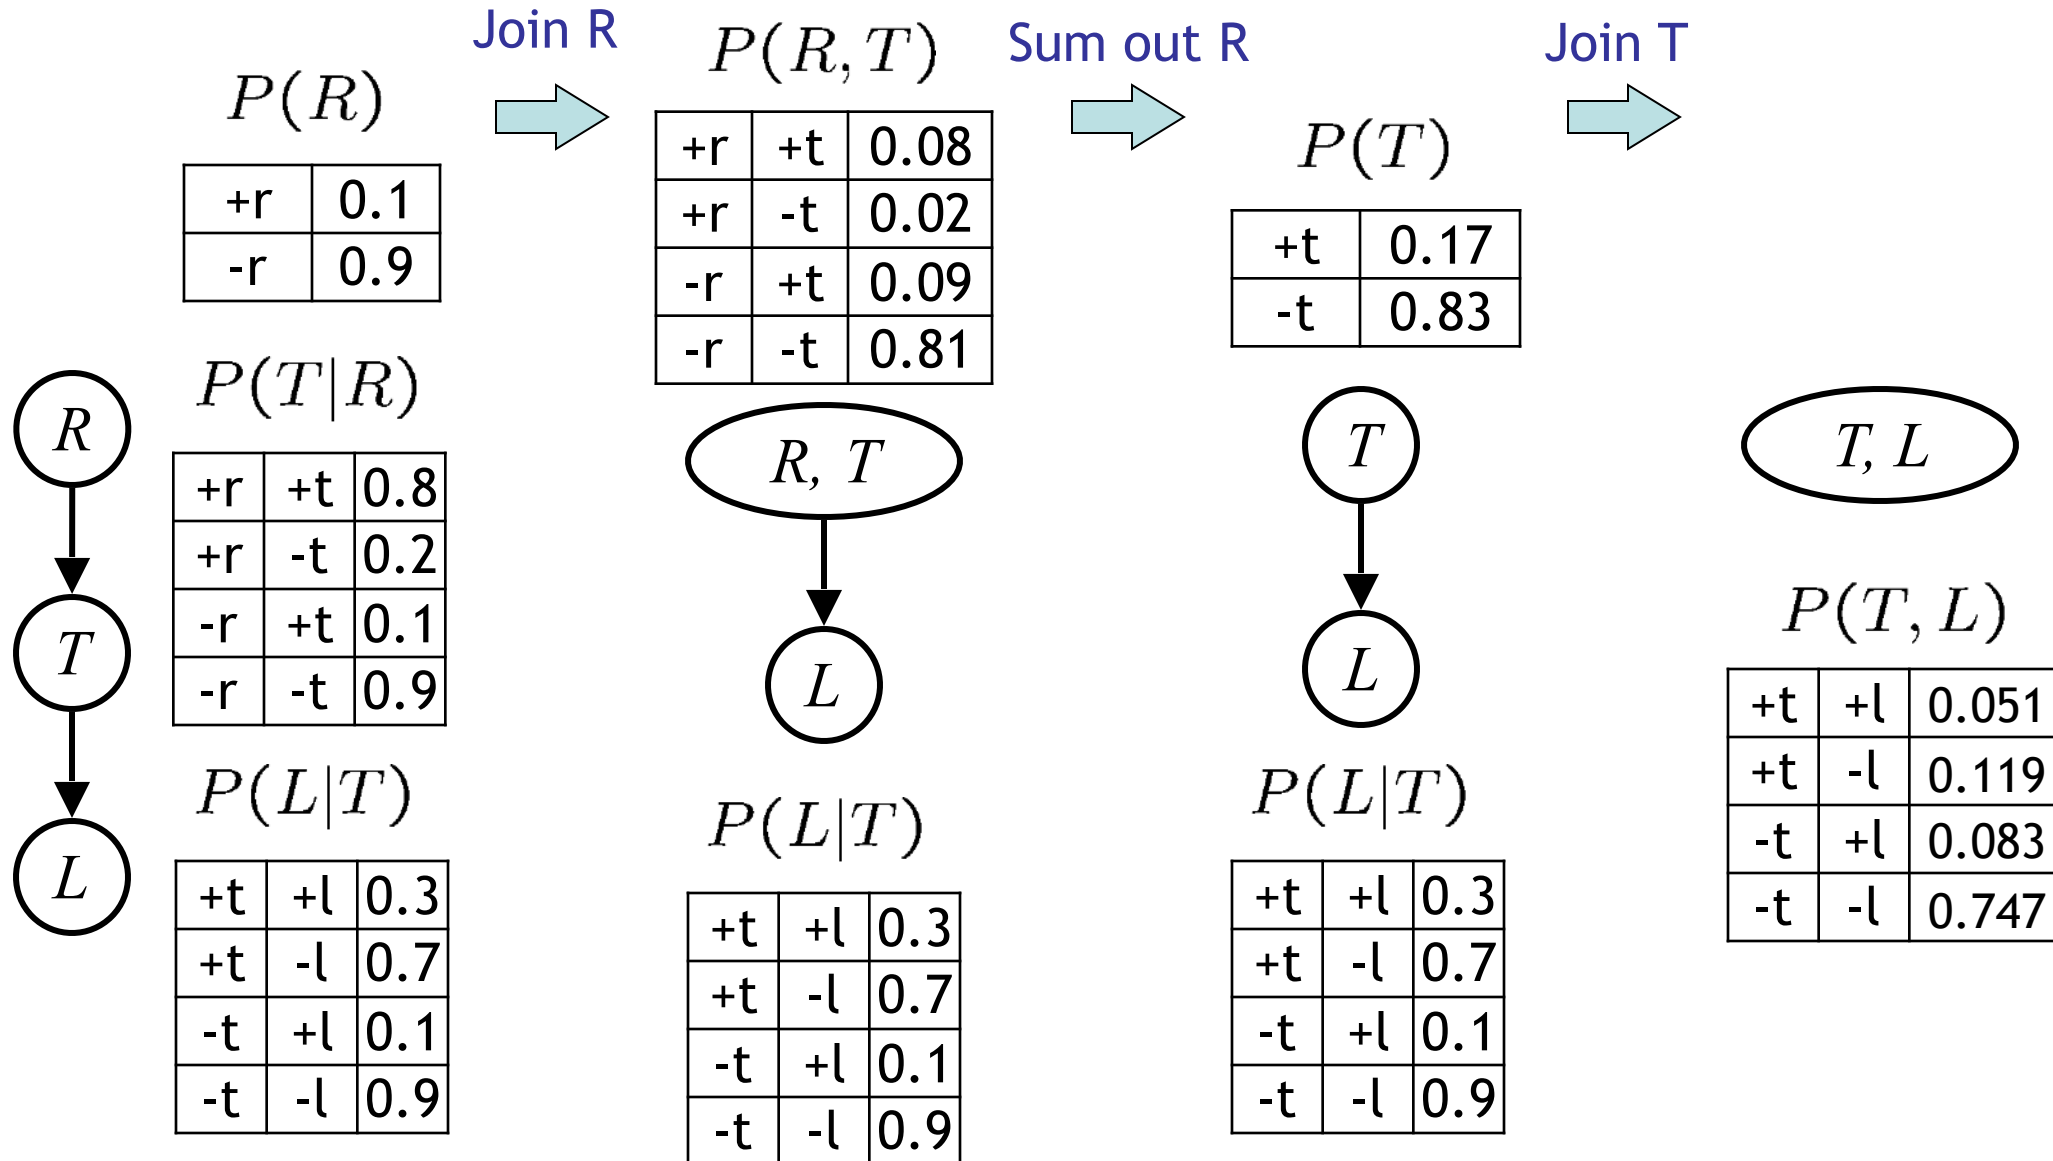 Join R
Sum out R
Join T
P(R)
+r 0.1
-r 0.9
P(T|R)
+r +t 0.8
+r -t 0.2
-r +t 0.1
-r -t 0.9
P(L|T)
+t +l 0.3
+t -l 0.7
-t +l 0.1
-t -l 0.9
R
T
L
P(R, T)
+r +t 0.08
+r -t 0.02
-r +t 0.09
-r -t 0.81
R, T
L
P(L|T)
+t +l 0.3
+t -l 0.7
-t +l 0.1
-t -l 0.9
P(T)
+t 0.17
-t 0.83
T
L
P(L|T)
+t +l 0.3
+t -l 0.7
-t +l 0.1
-t -l 0.9
T, L
P(T, L)
+t +l 0.051
+t -l 0.119
-t +l 0.083
-t -l 0.747